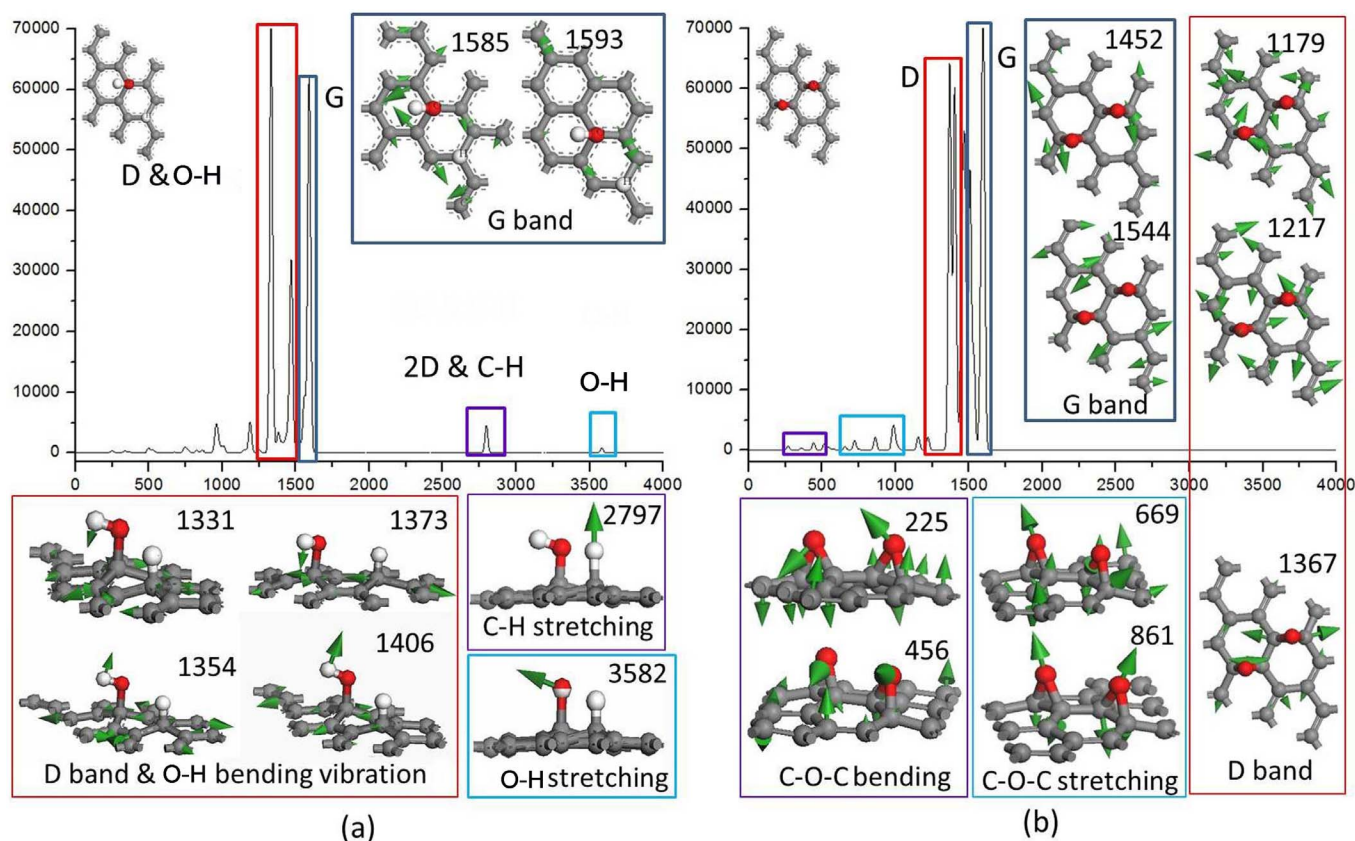 70000
60000
50000
40000
30000
20000
10000
0
0 500 1000 1500 2000 2500 3000 3500 4000
D & O-H
G
1585
1593
H
G band
2D & C-H
O-H
1331
1373
1354
1406
D band & O-H bending vibration
2797
C-H stretching
3582
O-H stretching
(a)
70000
60000
50000
40000
30000
20000
10000
0
0 500 1000 1500 2000 2500 3000 3500 4000
D
G
1452
1544
G band
1179
1217
1367
D band
225
456
C-O-C bending
669
861
C-O-C stretching
(b)